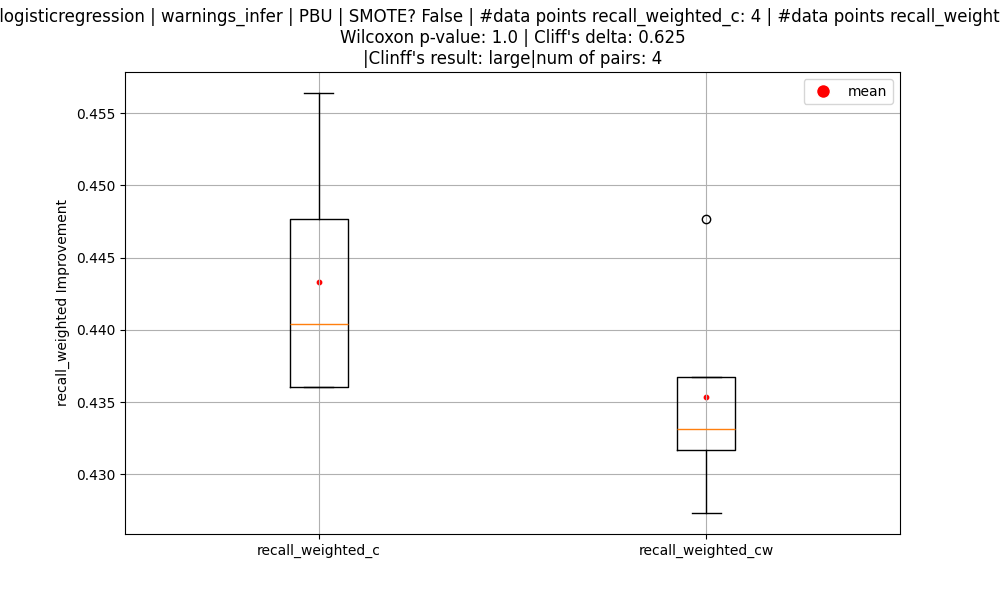 logisticregression | warnings_infer | PBU | SMOTE? False | #data points recall_weighted_c: 4 | #data points recall_weight
Wilcoxon p-value: 1.0 | Cliff's delta: 0.625
|Clinff's result: large|num of pairs: 4
mean
0.455
0.450
0.445
0.440
0.435
0.430
recall_weighted Improvement
recall_weighted_c
recall_weighted_cw